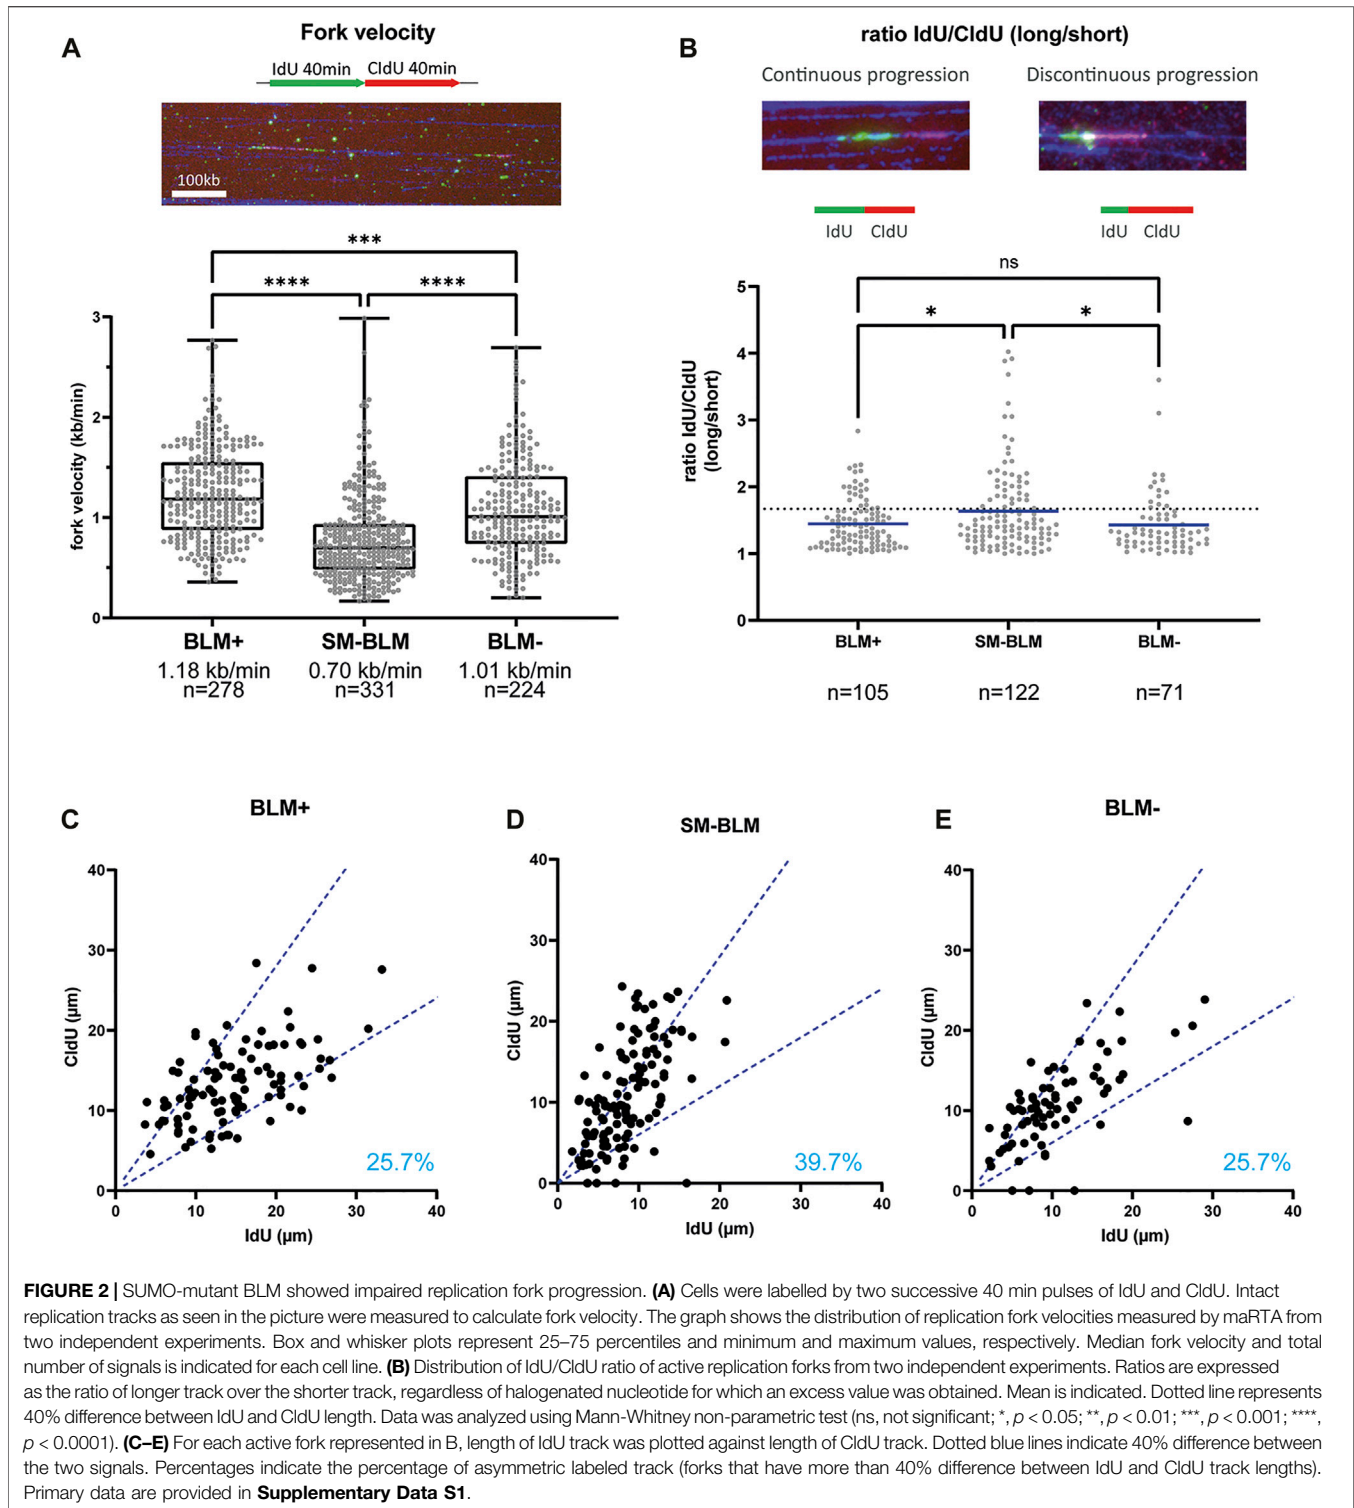 A
Fork velocity
IdU 40min CldU 40min
100kb
***
**** ****
fork velocity (kb/min)
3
2
1
0
BLM+ SM-BLM BLM-
1.18 kb/min 0.70 kb/min 1.01 kb/min
n=278 n=331 n=224
B
ratio IdU/CldU (long/short)
Continuous progression Discontinuous progression
IdU CldU IdU CldU
ns
* *
ratio IdU/CldU
(long/short)
5
4
3
2
1
0
BLM+ SM-BLM BLM-
n=105 n=122 n=71
C
BLM+
CldU (µm)
40
30
20
10
0
25.7%
0 10 20 30 40
IdU (µm)
D
SM-BLM
CldU (µm)
40
30
20
10
0
39.7%
0 10 20 30 40
IdU (µm)
E
BLM-
CldU (µm)
40
30
20
10
0
25.7%
0 10 20 30 40
IdU (µm)
FIGURE 2 | SUMO-mutant BLM showed impaired replication fork progression. (A) Cells were labelled by two successive 40 min pulses of IdU and CldU. Intact
replication tracks as seen in the picture were measured to calculate fork velocity. The graph shows the distribution of replication fork velocities measured by maRTA from
two independent experiments. Box and whisker plots represent 25–75 percentiles and minimum and maximum values, respectively. Median fork velocity and total
number of signals is indicated for each cell line. (B) Distribution of IdU/CldU ratio of active replication forks from two independent experiments. Ratios are expressed
as the ratio of longer track over the shorter track, regardless of halogenated nucleotide for which an excess value was obtained. Mean is indicated. Dotted line represents
40% difference between IdU and CldU length. Data was analyzed using Mann-Whitney non-parametric test (ns, not significant; *, p < 0.05; **, p < 0.01; ***, p < 0.001; ****,
p < 0.0001). (C–E) For each active fork represented in B, length of IdU track was plotted against length of CldU track. Dotted blue lines indicate 40% difference between
the two signals. Percentages indicate the percentage of asymmetric labeled track (forks that have more than 40% difference between IdU and CldU track lengths).
Primary data are provided in Supplementary Data S1.